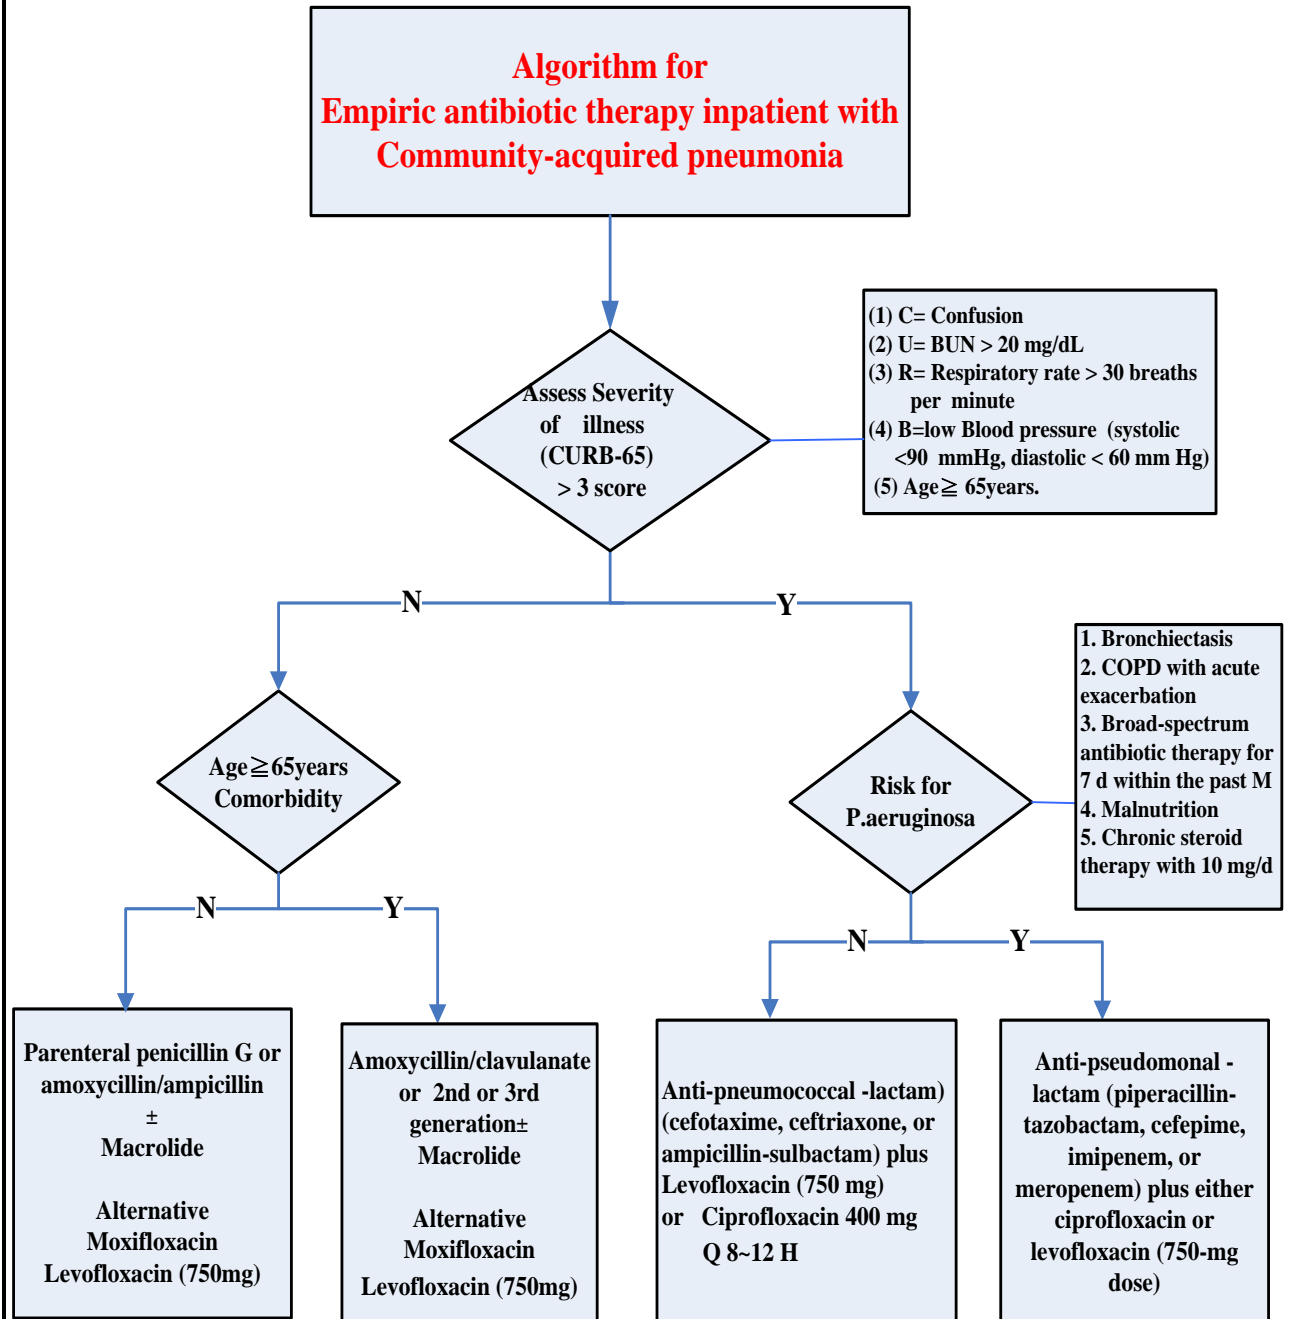 Algorithm for
Empiric antibiotic therapy inpatient with
Community-acquired pneumonia
Assess Severity
of illness
(CURB-65)
> 3 score
(1) C= Confusion
(2) U= BUN > 20 mg/dL
(3) R= Respiratory rate > 30 breaths
per minute
(4) B=low Blood pressure (systolic
<90 mmHg, diastolic < 60 mm Hg)
(5) Age≧ 65years.
N
Y
Age≧65years
Comorbidity
Risk for
P.aeruginosa
1. Bronchiectasis
2. COPD with acute
exacerbation
3. Broad-spectrum
antibiotic therapy for
7 d within the past M
4. Malnutrition
5. Chronic steroid
therapy with 10 mg/d
N
Y
N
Y
Parenteral penicillin G or
amoxycillin/ampicillin
±
Macrolide
Alternative
Moxifloxacin
Levofloxacin (750mg)
Amoxycillin/clavulanate
or 2nd or 3rd
generation±
Macrolide
Alternative
Moxifloxacin
Levofloxacin (750mg)
Anti-pneumococcal -lactam)
(cefotaxime, ceftriaxone, or
ampicillin-sulbactam) plus
Levofloxacin (750 mg)
or Ciprofloxacin 400 mg
Q 8~12 H
Anti-pseudomonal -
lactam (piperacillin-
tazobactam, cefepime,
imipenem, or
meropenem) plus either
ciprofloxacin or
levofloxacin (750-mg
dose)